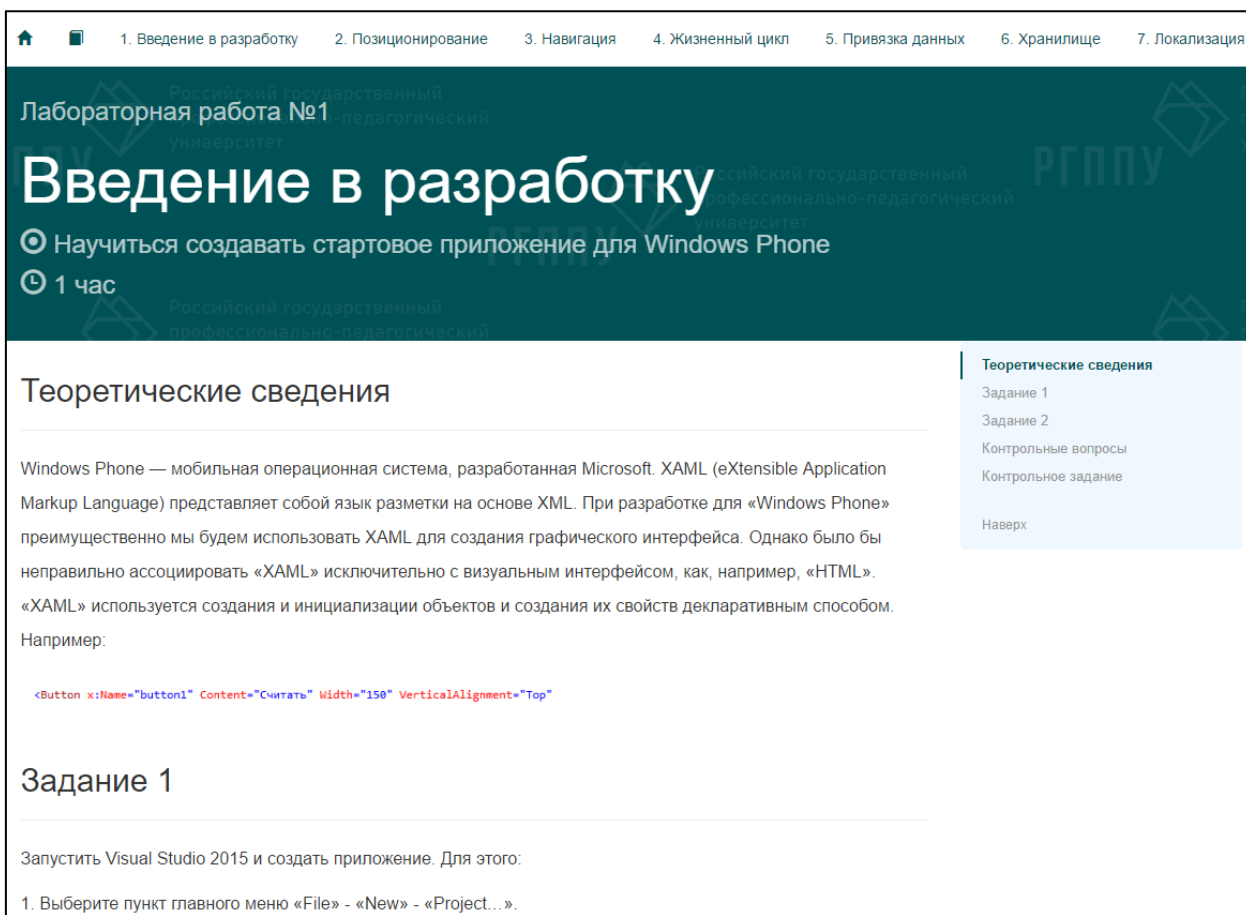 1. Введение в разработку 2. Позиционирование 3. Навигация 4. Жизненный цикл 5. Привязка данных 6. Хранилище 7. Локализация
Лабораторная работа №1
Введение в разработку
Научиться создавать стартовое приложение для Windows Phone
1 час
Российский государственный
профессионально-педагогический
университет
РГППУ
Теоретические сведения
Windows Phone — мобильная операционная система, разработанная Microsoft. XAML (eXtensible Application
Markup Language) представляет собой язык разметки на основе XML. При разработке для «Windows Phone»
преимущественно мы будем использовать XAML для создания графического интерфейса. Однако было бы
неправильно ассоциировать «XAML» исключительно с визуальным интерфейсом, как, например, «HTML».
«XAML» используется создания и инициализации объектов и создания их свойств декларативным способом.
Например:
<Button x:Name="button1" Content="Считать" Width="150" VerticalAlignment="Top"
Задание 1
Запустить Visual Studio 2015 и создать приложение. Для этого:
1. Выберите пункт главного меню «File» - «New» - «Project...».
Теоретические сведения
Задание 1
Задание 2
Контрольные вопросы
Контрольное задание
Наверх